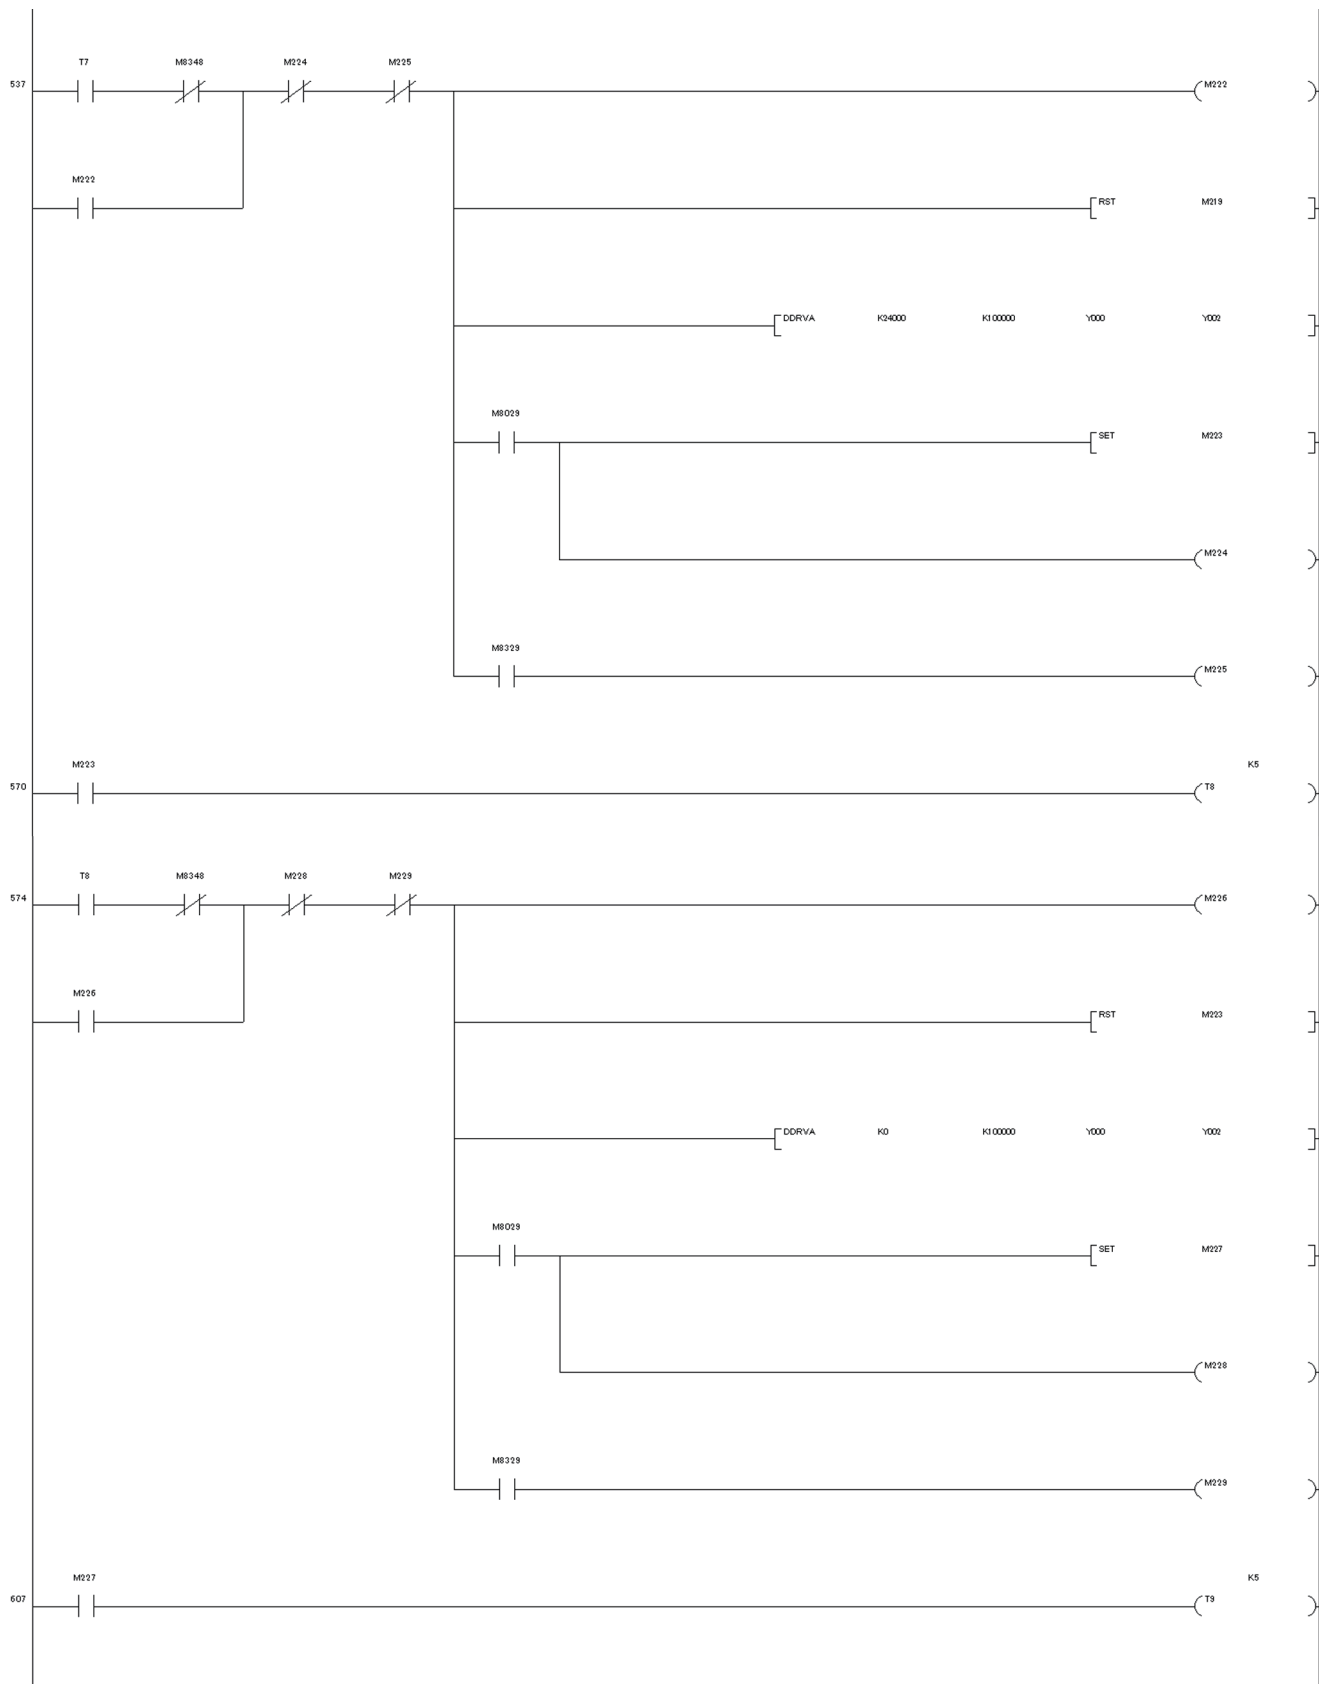 T7 M8348 M224 M225
537 M222
M222
RST M219
DDRVA K24000 K100000 Y000 Y002
M8029
SET M223
M224
M8329
M225
M223 K5
570 T8
T8 M8348 M228 M229
574 M226
M226
RST M223
DDRVA K0 K100000 Y000 Y002
M8029
SET M227
M228
M8329
M229
M227 K5
607 T9